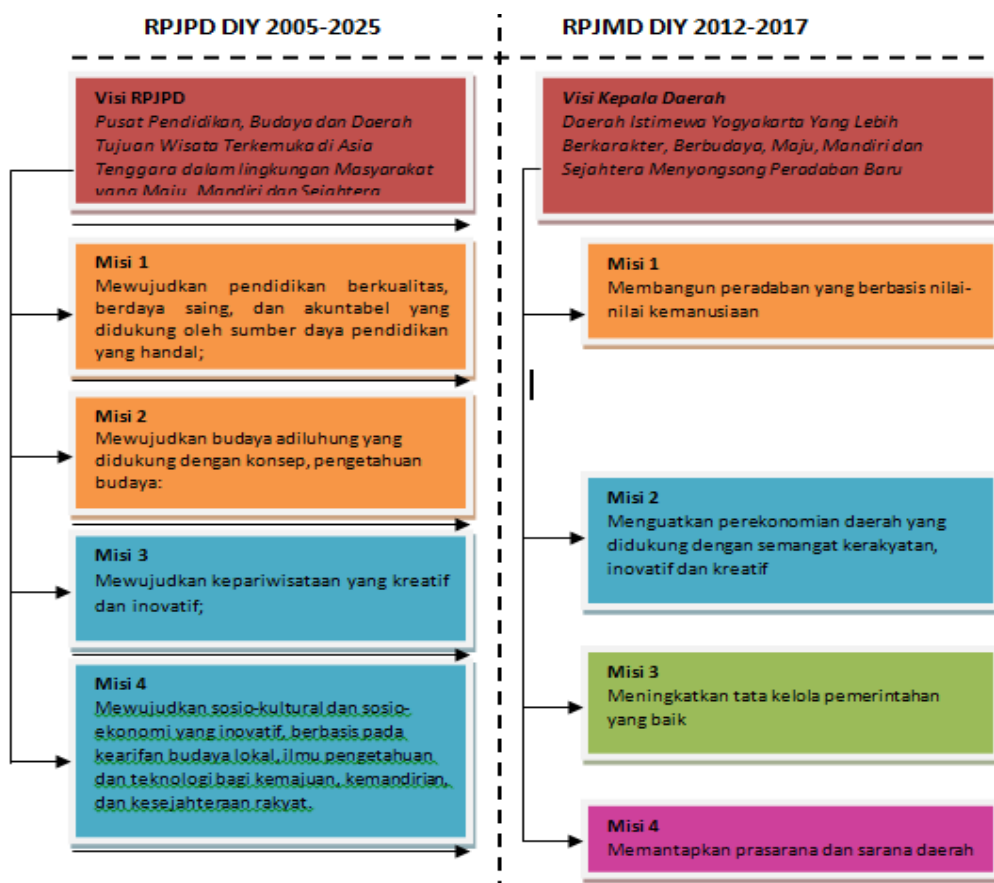 RPJPD DIY 2005-2025
Visi RPJPD
Pusat Pendidikan, Budaya dan Daerah
Tujuan Wisata Terkemuka di Asia
Tenggara dalam lingkungan Masyarakat
yang Maju, Mandiri dan Sejahtera
Misi 1
Mewujudkan pendidikan berkualitas,
berdaya saing, dan akuntabel yang
didukung oleh sumber daya pendidikan
yang handal;
Misi 2
Mewujudkan budaya adiluhung yang
didukung dengan konsep, pengetahuan
budaya:
Misi 3
Mewujudkan kepariwisataan yang kreatif
dan inovatif;
Misi 4
Mewujudkan sosio-kultural dan sosio-
ekonomi yang inovatif, berbasis pada
kearifan budaya lokal, ilmu pengetahuan
dan teknologi bagi kemajuan, kemandirian,
dan kesejahteraan rakyat.
RPJMD DIY 2012-2017
Visi Kepala Daerah
Daerah Istimewa Yogyakarta Yang Lebih
Berkarakter, Berbudaya, Maju, Mandiri dan
Sejahtera Menyongsong Peradaban Baru
Misi 1
Membangun peradaban yang berbasis nilai-
nilai kemanusiaan
Misi 2
Menguatkan perekonomian daerah yang
didukung dengan semangat kerakyatan,
inovatif dan kreatif
Misi 3
Meningkatkan tata kelola pemerintahan
yang baik
Misi 4
Memantapkan prasarana dan sarana daerah